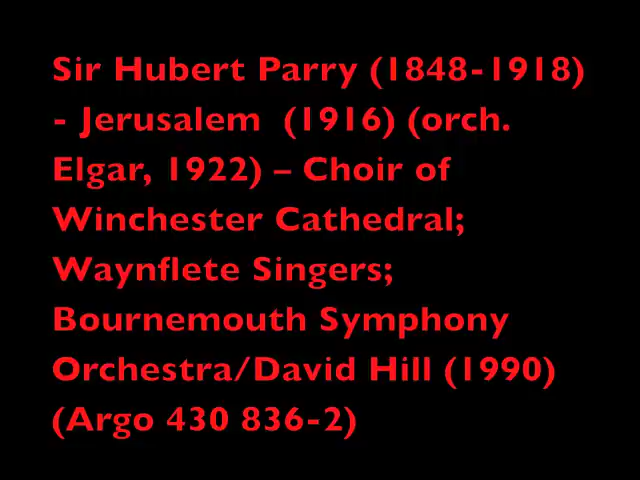 Sir Hubert Parry (1848-1918)
- Jerusalem  (1916) (orch.
Elgar, 1922) – Choir of
Winchester Cathedral;
Waynflete Singers;
Bournemouth Symphony
Orchestra/David Hill (1990)
(Argo 430 836-2)